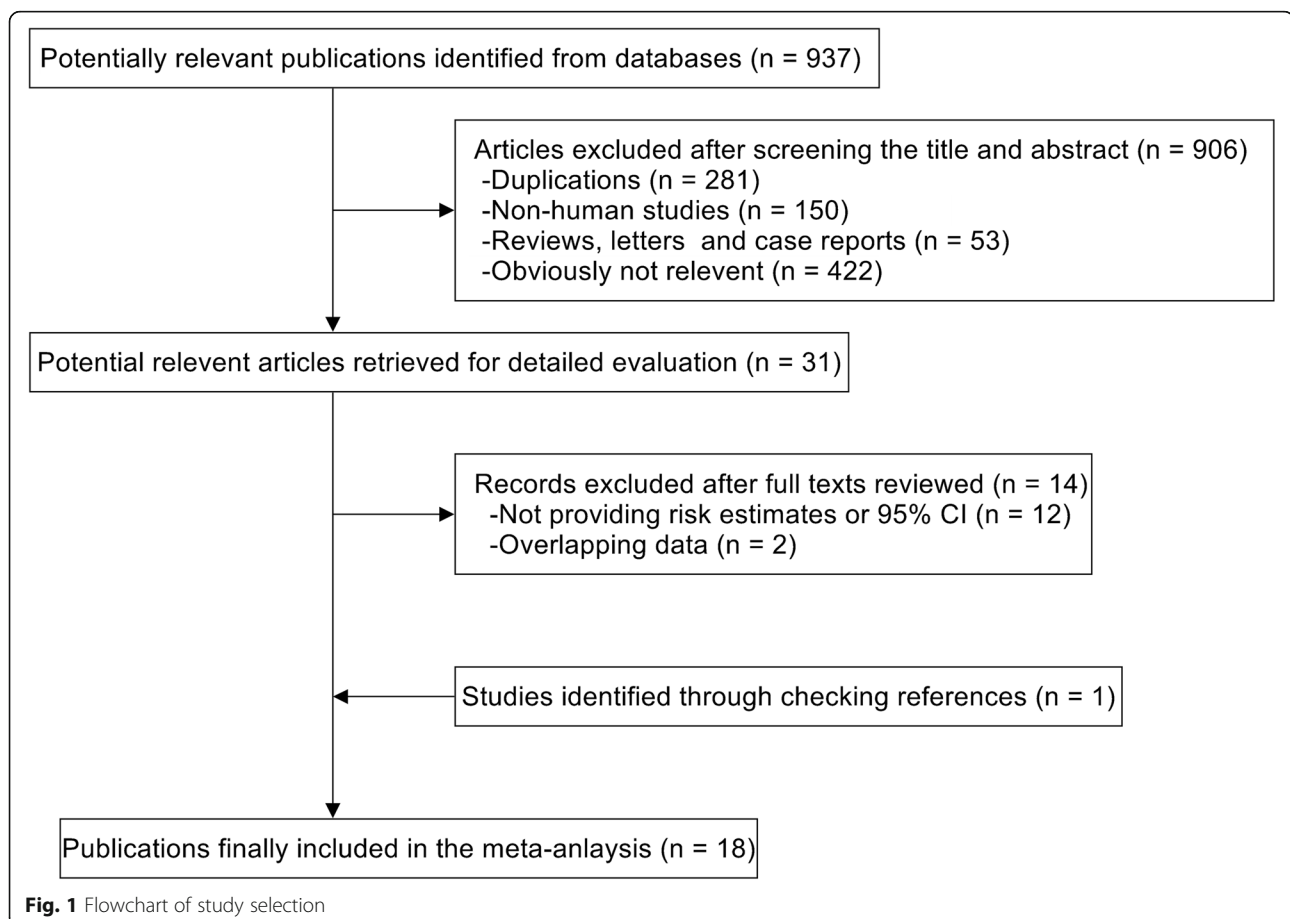 Potentially relevant publications identified from databases (n = 937)
Articles excluded after screening the title and abstract (n = 906)
-Duplications (n = 281)
-Non-human studies (n = 150)
-Reviews, letters and case reports (n = 53)
-Obviously not relevent (n = 422)
Potential relevent articles retrieved for detailed evaluation (n = 31)
Records excluded after full texts reviewed (n = 14)
-Not providing risk estimates or 95% CI (n = 12)
-Overlapping data (n = 2)
Studies identified through checking references (n = 1)
Publications finally included in the meta-anlaysis (n = 18)
Fig. 1 Flowchart of study selection